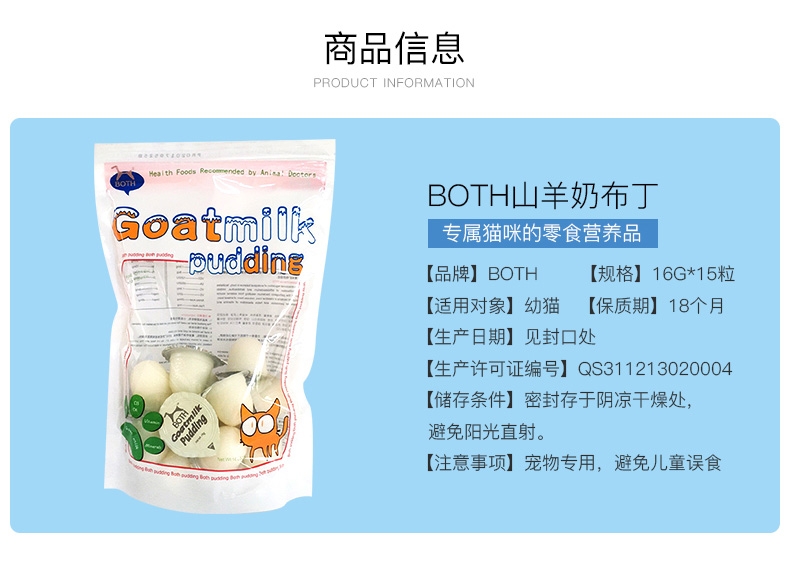 商品信息
PRODUCT INFORMATION
BOTH
Health Foods Recommended by Animal Doctors
Goatmilk
pudding
BOTH
Goatmilk
Pudding
BOTH山羊奶布丁
专属猫咪的零食营养品
【品牌】BOTH 【规格】16G*15粒
【适用对象】幼猫 【保质期】18个月
【生产日期】见封口处
【生产许可证编号】QS311213020004
【储存条件】密封存于阴凉干燥处，
避免阳光直射。
【注意事项】宠物专用，避免儿童误食